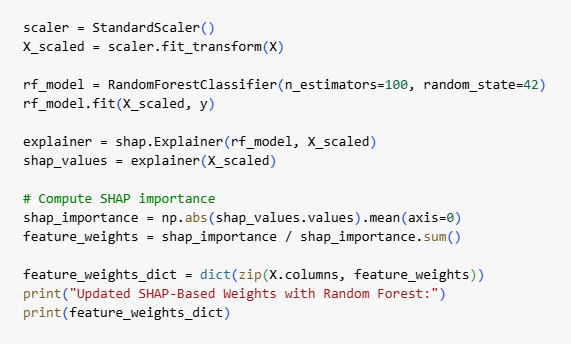 scaler = StandardScaler()
X_scaled = scaler.fit_transform(X)
rf_model = RandomForestClassifier(n_estimators=100, random_state=42)
rf_model.fit(X_scaled, y)
explainer = shap.Explainer(rf_model, X_scaled)
shap_values = explainer(X_scaled)
# Compute SHAP importance
shap_importance = np.abs(shap_values.values).mean(axis=0)
feature_weights = shap_importance / shap_importance.sum()
feature_weights_dict = dict(zip(X.columns, feature_weights))
print("Updated SHAP-Based Weights with Random Forest:")
print(feature_weights_dict)